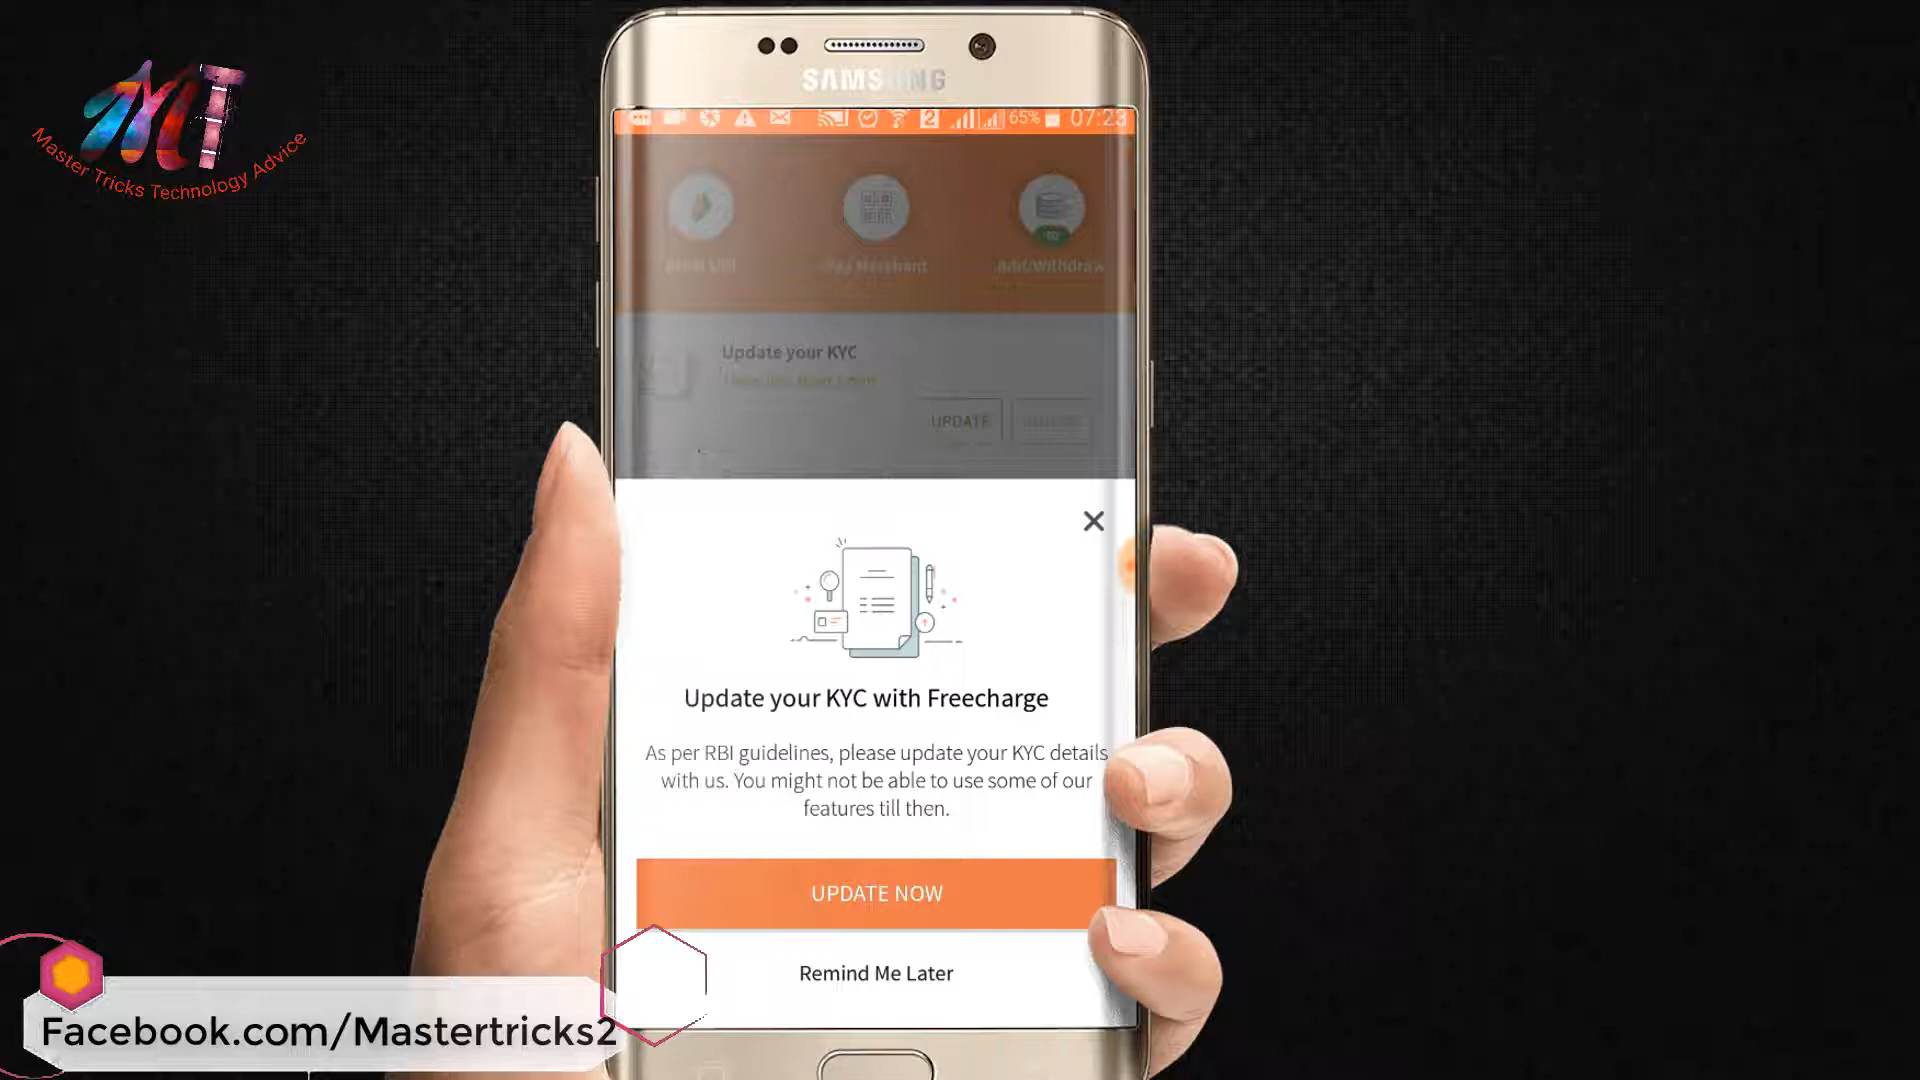 MT
Master Tricks Technology Advice
SAMSUNG
2 65% 07:23
Pay Merchant
Add/Withdraw
Update your KYC
UPDATE
Update your KYC with Freecharge
As per RBI guidelines, please update your KYC details
with us. You might not be able to use some of our
features till then.
UPDATE NOW
Remind Me Later
Facebook.com/Mastertricks2